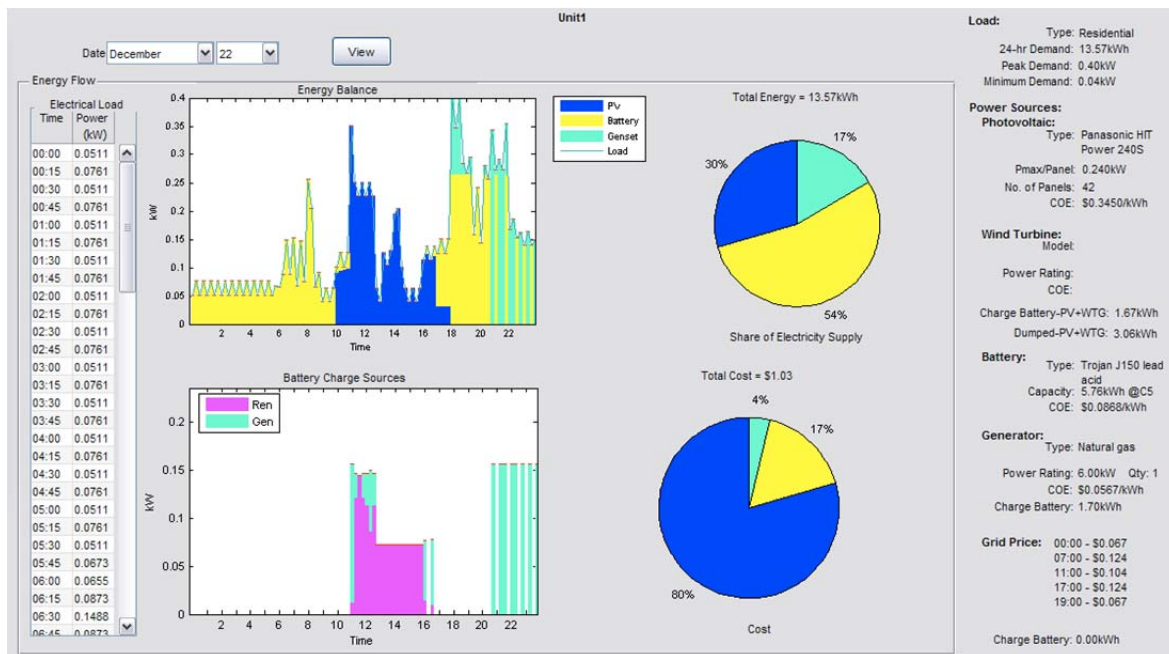 Unit1
Date December 22 View
Energy Flow
Electrical Load
Time Power
(kW)
00:00 0.0511
00:15 0.0761
00:30 0.0511
00:45 0.0761
01:00 0.0511
01:15 0.0761
01:30 0.0511
01:45 0.0761
02:00 0.0511
02:15 0.0761
02:30 0.0511
02:45 0.0761
03:00 0.0511
03:15 0.0761
03:30 0.0511
03:45 0.0761
04:00 0.0511
04:15 0.0761
04:30 0.0511
04:45 0.0761
05:00 0.0511
05:15 0.0761
05:30 0.0511
05:45 0.0673
06:00 0.0655
06:15 0.0873
06:30 0.1488
06:45 0.0873
Energy Balance
0.4
0.35
0.3
0.25
0.2
0.15
0.1
0.05
0
kW
2 4 6 8 10 12 14 16 18 20 22
Time
PV
Battery
Genset
Load
Total Energy = 13.57kWh
17%
30%
54%
Share of Electricity Supply
Battery Charge Sources
Ren
Gen
0.2
0.15
0.1
0.05
0
kW
2 4 6 8 10 12 14 16 18 20 22
Time
Total Cost = $1.03
4%
17%
80%
Cost
Load:
Type: Residential
24-hr Demand: 13.57kWh
Peak Demand: 0.40kW
Minimum Demand: 0.04kW
Power Sources:
Photovoltaic:
Type: Panasonic HIT
Power 240S
Pmax/Panel: 0.240kW
No. of Panels: 42
COE: $0.3450/kWh
Wind Turbine:
Model:
Power Rating:
COE:
Charge Battery-PV+WTG: 1.67kWh
Dumped-PV+WTG: 3.06kWh
Battery:
Type: Trojan J150 lead
acid
Capacity: 5.76kWh @C5
COE: $0.0868/kWh
Generator:
Type: Natural gas
Power Rating: 6.00kW Qty: 1
COE: $0.0567/kWh
Charge Battery: 1.70kWh
Grid Price: 00:00 - $0.067
07:00 - $0.124
11:00 - $0.104
17:00 - $0.124
19:00 - $0.067
Charge Battery: 0.00kWh